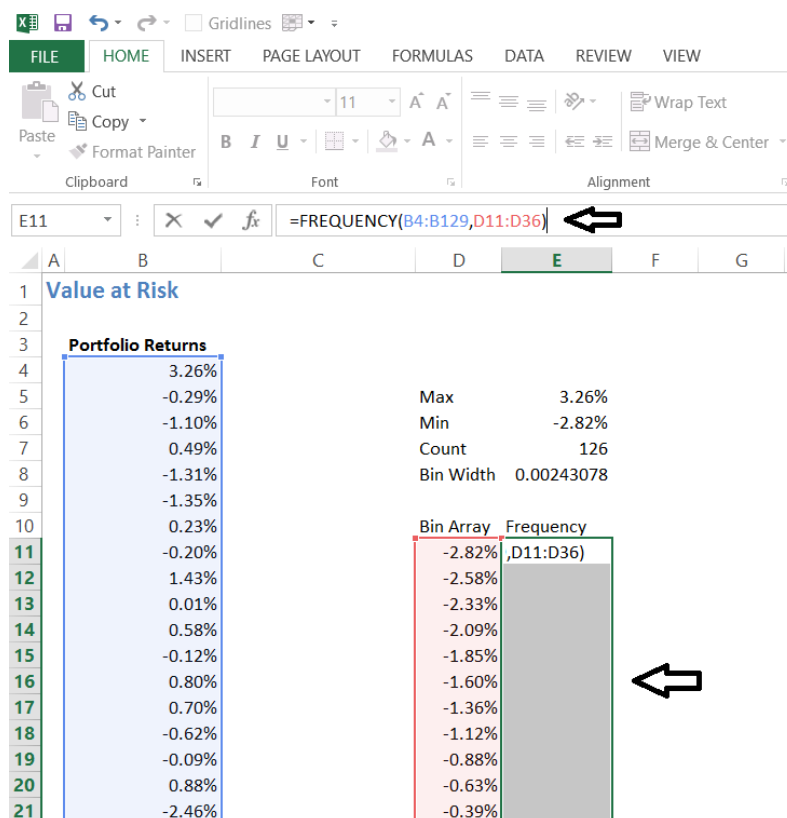 Gridlines
FILE HOME INSERT PAGE LAYOUT FORMULAS DATA REVIEW VIEW
Paste
Cut
Copy
Format Painter
Clipboard
11 A A
B I U A
Font
Wrap Text
Merge & Center
Alignment
E11 fx =FREQUENCY(B4:B129,D11:D36)
A B C D E F G
1 Value at Risk
2
3 Portfolio Returns
4 3.26%
5 -0.29% Max 3.26%
6 -1.10% Min -2.82%
7 0.49% Count 126
8 -1.31% Bin Width 0.00243078
9 -1.35%
10 0.23% Bin Array Frequency
11 -0.20% -2.82% ,D11:D36)
12 1.43% -2.58%
13 0.01% -2.33%
14 0.58% -2.09%
15 -0.12% -1.85%
16 0.80% -1.60%
17 0.70% -1.36%
18 -0.62% -1.12%
19 -0.09% -0.88%
20 0.88% -0.63%
21 -2.46% -0.39%